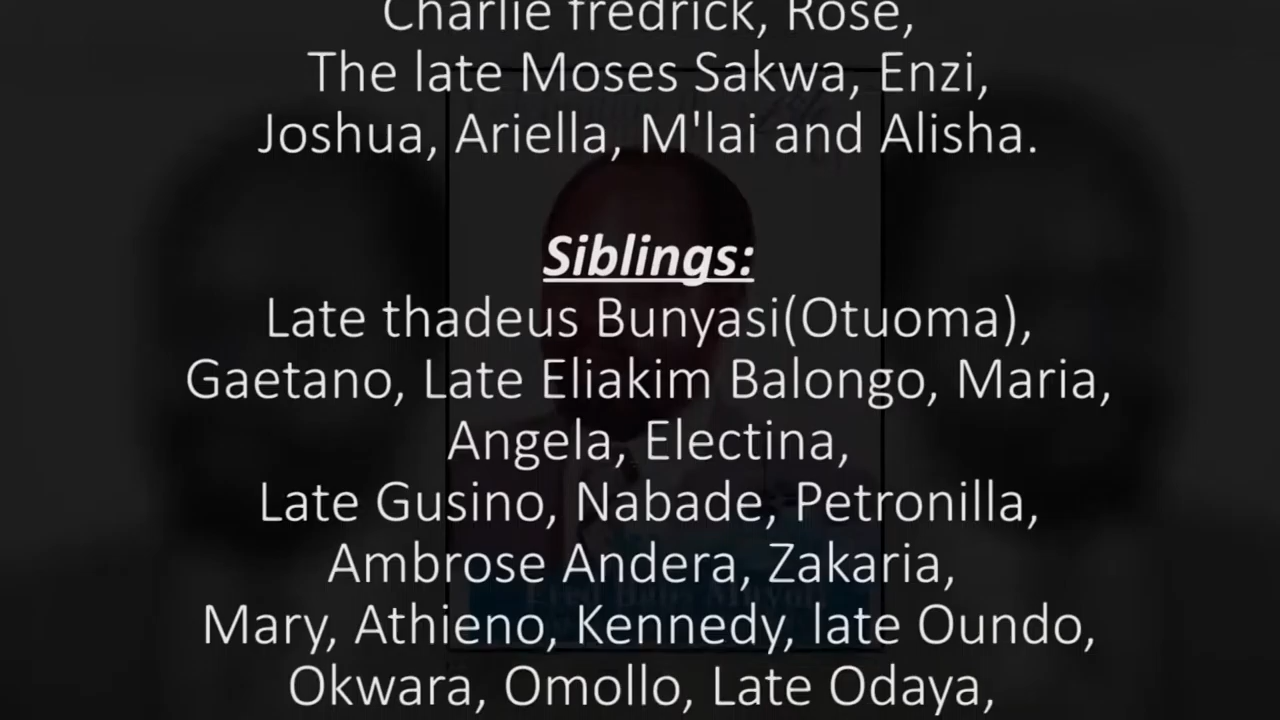 Charlie fredrick, Rose,
The late Moses Sakwa, Enzi,
Joshua, Ariella, M'lai and Alisha.
Siblings:
Late thadeus Bunyasi(Otuoma),
Gaetano, Late Eliakim Balongo, Maria,
Angela, Electina,
Late Gusino, Nabade, Petronilla,
Ambrose Andera, Zakaria,
Mary, Athieno, Kennedy, late Oundo,
Okwara, Omollo, Late Odaya,